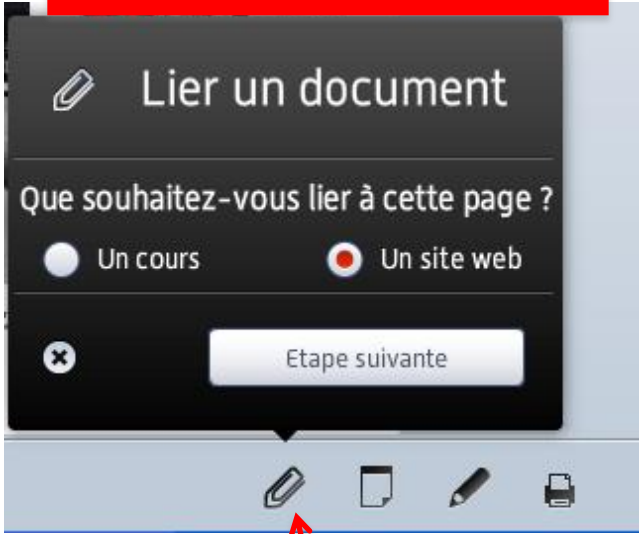 Lier un document
Que souhaitez-vous lier à cette page ?
Un cours Un site web
Etape suivante